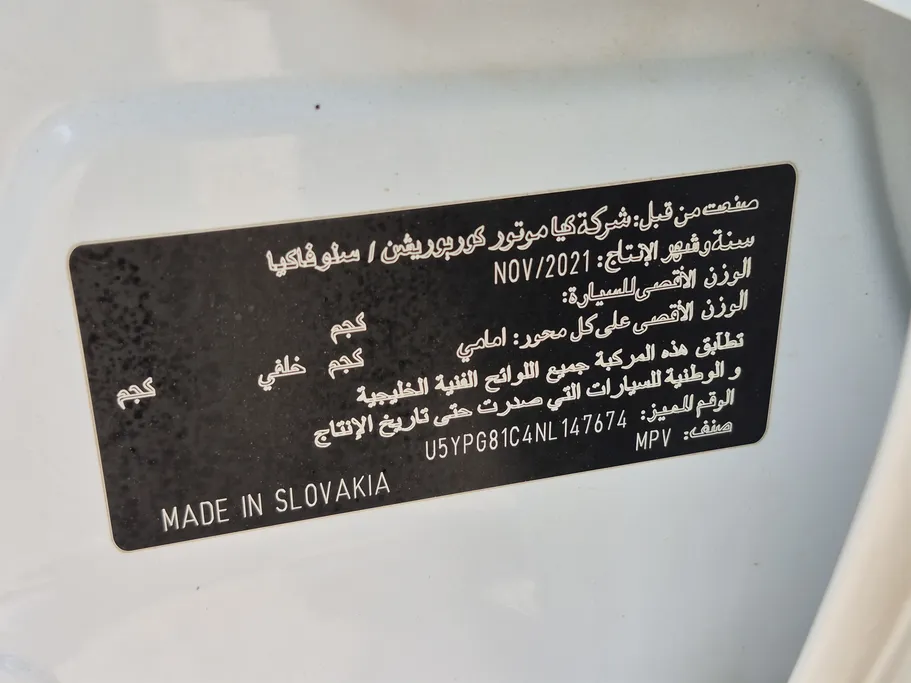 صنعت من قبل: شركة كيا موتور كوربوريشن / سلوفاكيا
سنة وشهر الإنتاج: NOV/2021
الوزن الأقصى للسيارة: كجم
الوزن الأقصى على كل محور: امامي كجم خلفي كجم
تطابق هذه المركبة جميع اللوائح الفنية الخليجية
و الوطنية للسيارات التي صدرت حتى تاريخ الإنتاج
الوقم المميز: U5YPG81C4NL147674
صنف: MPV
MADE IN SLOVAKIA